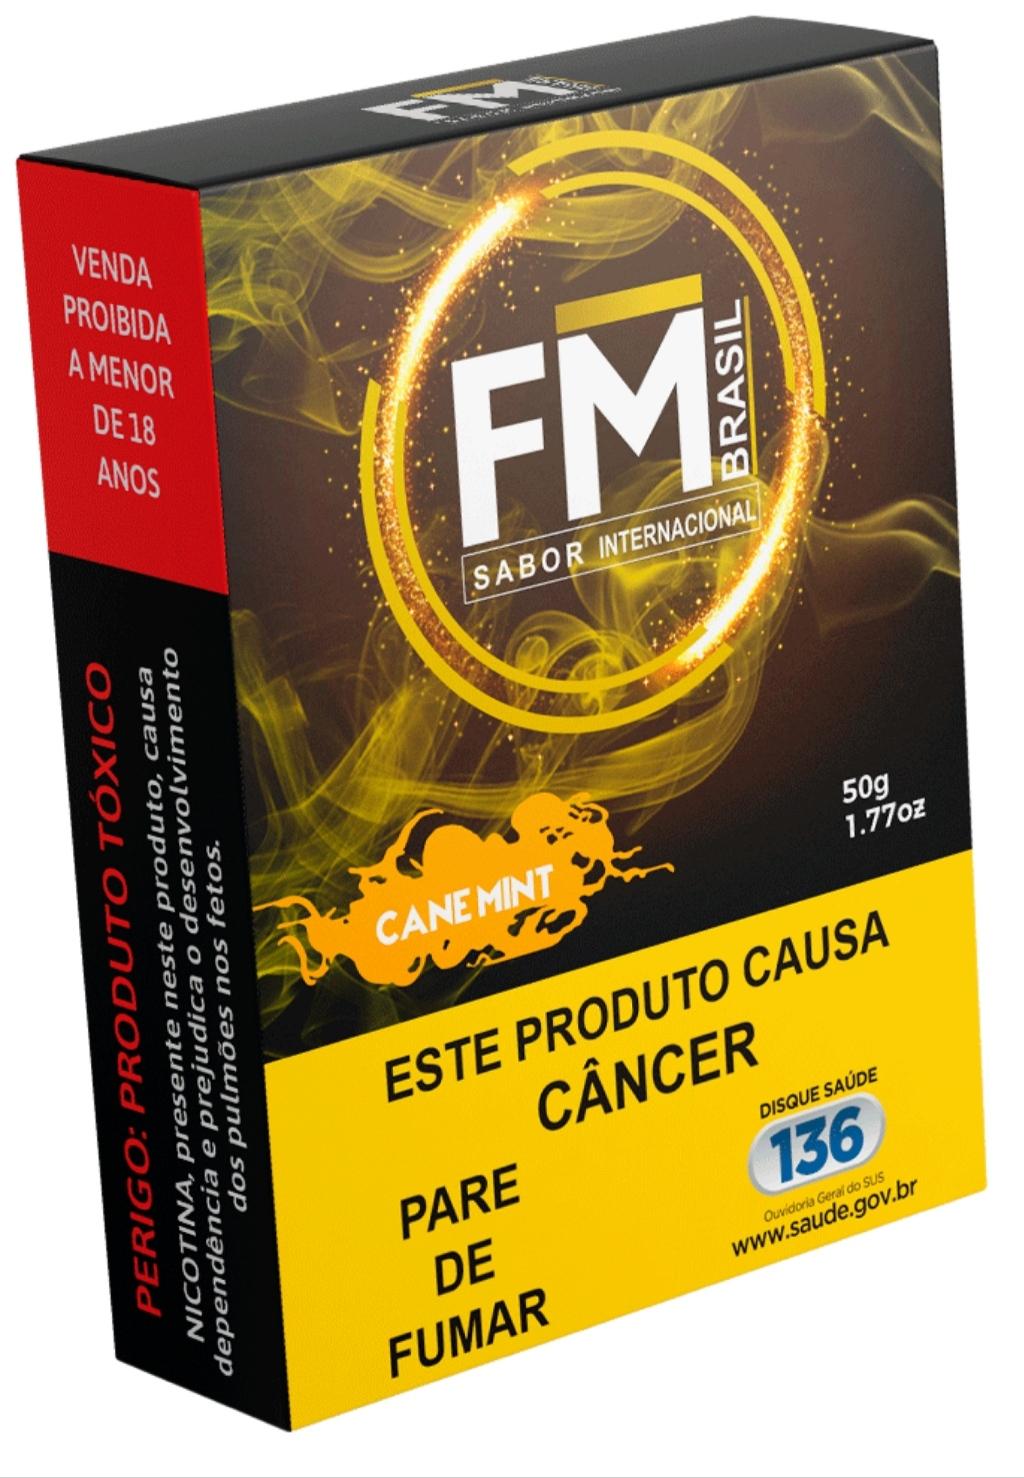 FM
VENDA
PROIBIDA
A MENOR
DE 18
ANOS
PERIGO: PRODUTO TÓXICO
NICOTINA, presente neste produto, causa
dependência e prejudica o desenvolvimento
dos pulmões nos fetos.
FM
BRASIL
SABOR INTERNACIONAL
50g
1.77oz
CANE MINT
ESTE PRODUTO CAUSA
CÂNCER
PARE
DE
FUMAR
DISQUE SAÚDE
136
Ouvidoria Geral do SUS
www.saude.gov.br